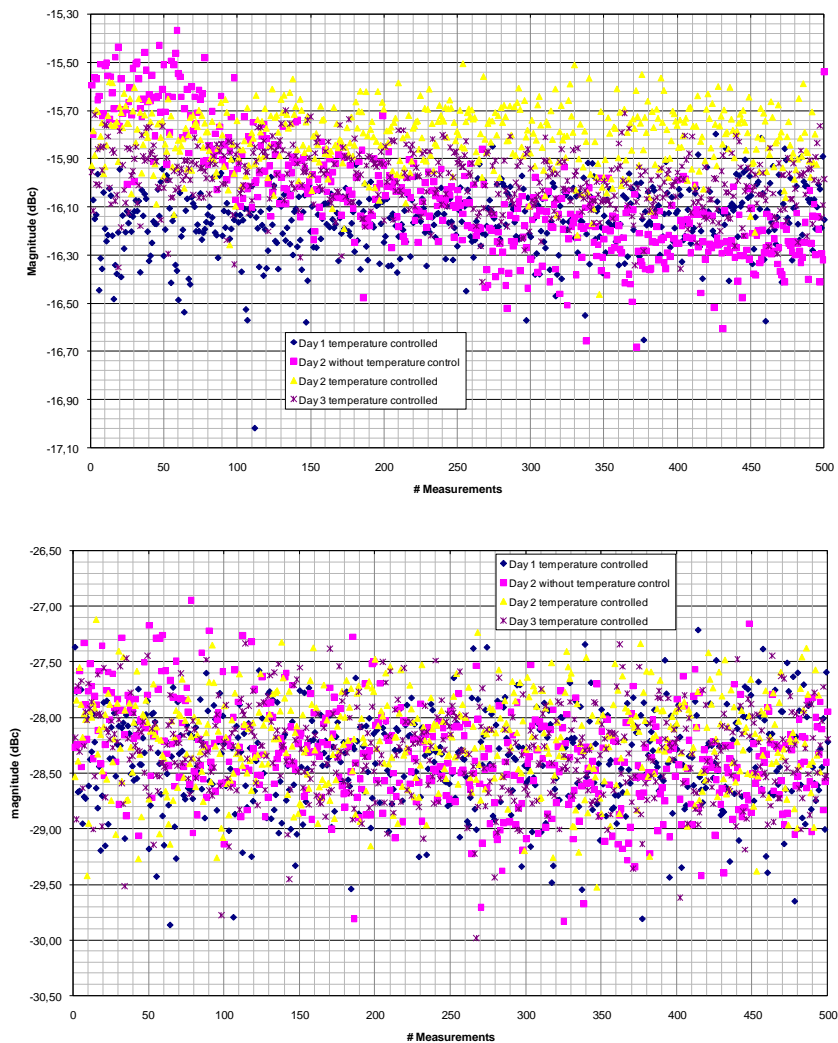 -15,30
-15,50
-15,70
-15,90
-16,10
-16,30
-16,50
-16,70
-16,90
-17,10
Magnitude (dBc)
Day 1 temperature controlled
Day 2 without temperature control
Day 2 temperature controlled
Day 3 temperature controlled
0 50 100 150 200 250 300 350 400 450 500
# Measurements
-26,50
-27,00
-27,50
-28,00
-28,50
-29,00
-29,50
-30,00
-30,50
magnitude (dBc)
Day 1 temperature controlled
Day 2 without temperature control
Day 2 temperature controlled
Day 3 temperature controlled
0 50 100 150 200 250 300 350 400 450 500
# Measurements